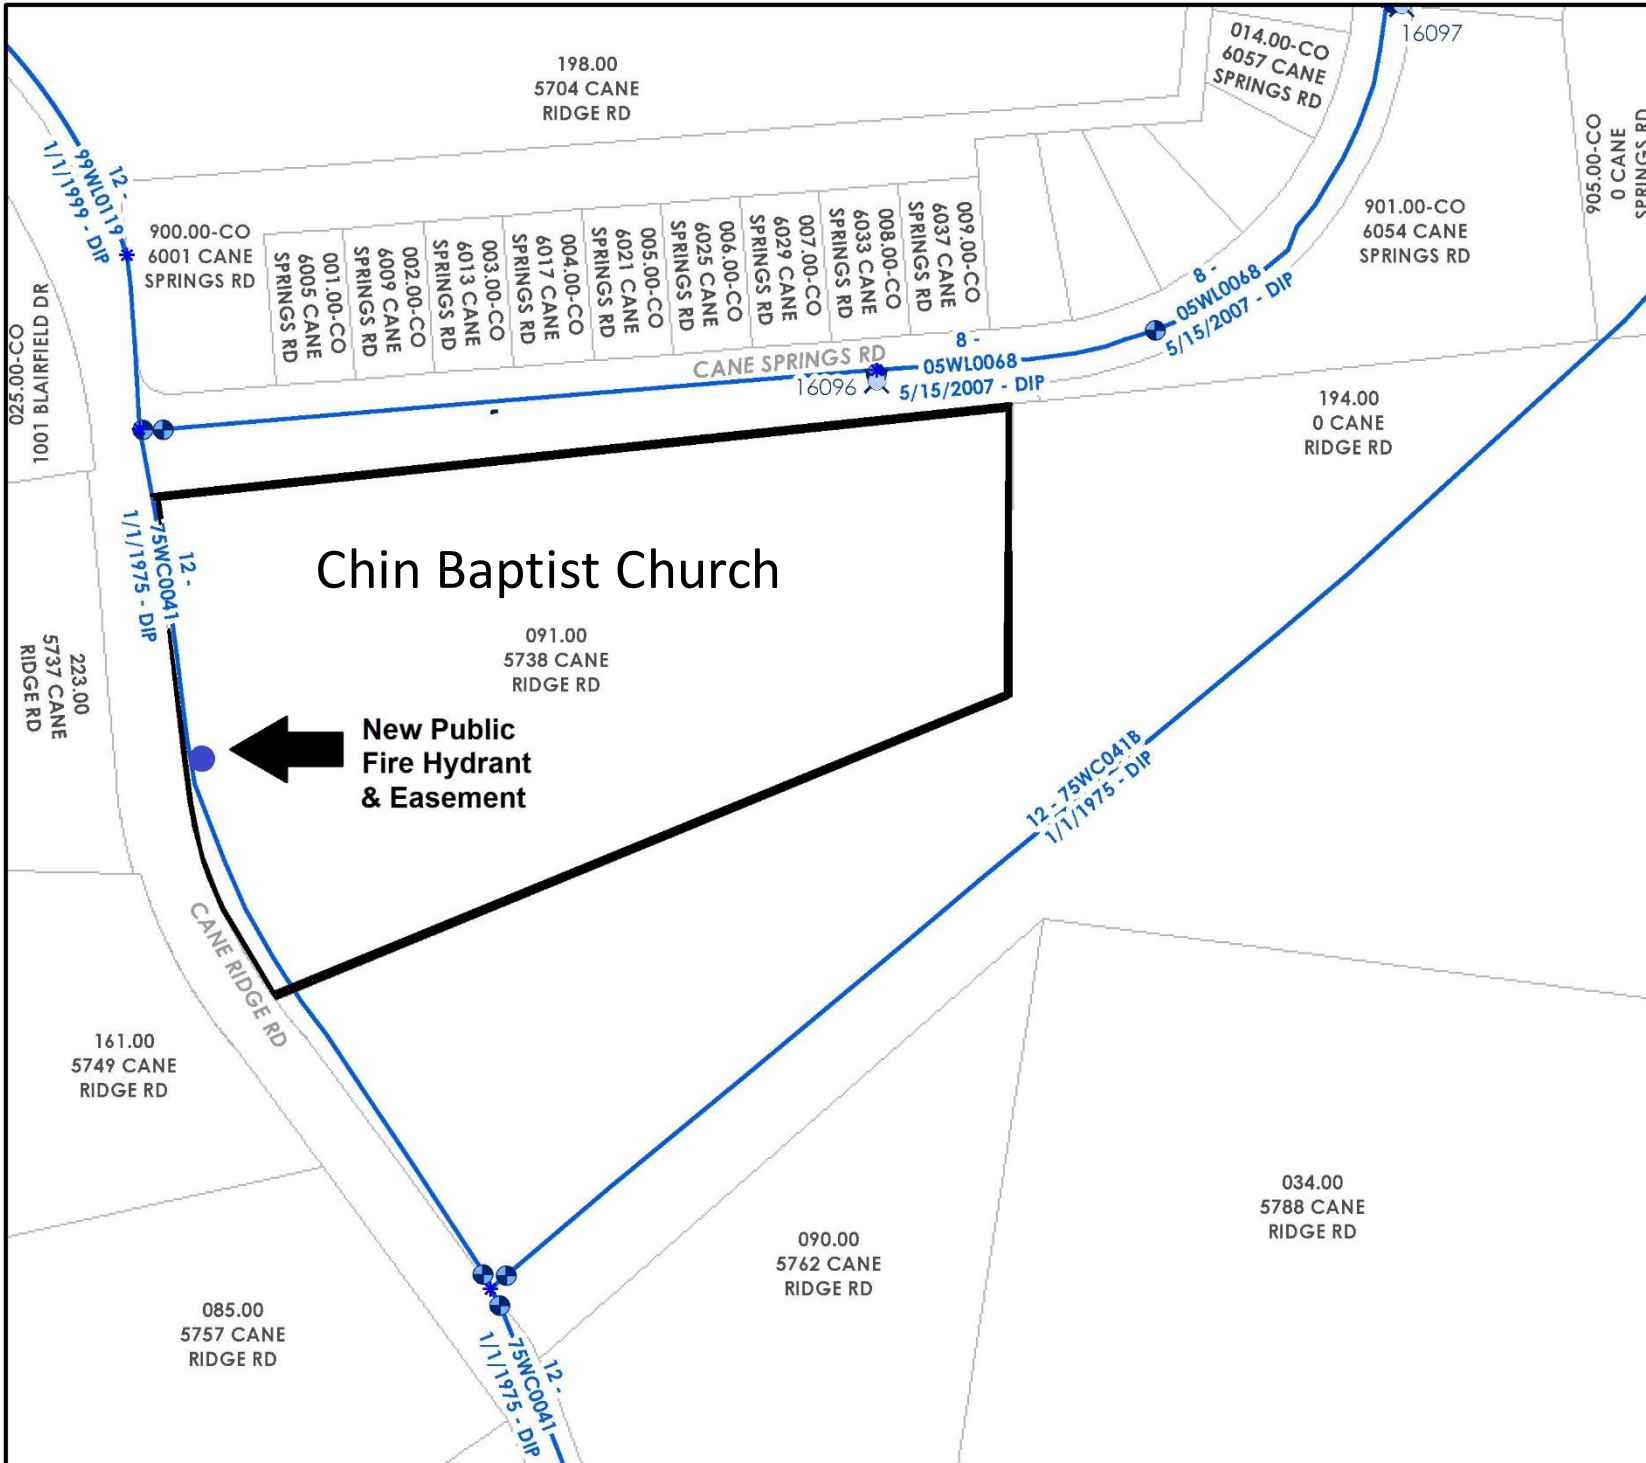 16097
014.00-CO
6057 CANE
SPRINGS RD
198.00
5704 CANE
RIDGE RD
905.00-CO
0 CANE
SPRINGS RD
12 -
99WL0119
1/1/1999 - DIP
900.00-CO
6001 CANE
SPRINGS RD
001.00-CO
6005 CANE
SPRINGS RD
002.00-CO
6009 CANE
SPRINGS RD
003.00-CO
6013 CANE
SPRINGS RD
004.00-CO
6017 CANE
SPRINGS RD
005.00-CO
6021 CANE
SPRINGS RD
006.00-CO
6025 CANE
SPRINGS RD
007.00-CO
6029 CANE
SPRINGS RD
008.00-CO
6033 CANE
SPRINGS RD
009.00-CO
6037 CANE
SPRINGS RD
901.00-CO
6054 CANE
SPRINGS RD
8 -
05WL0068
5/15/2007 - DIP
025.00-CO
1001 BLAIRFIELD DR
CANE SPRINGS RD
8 -
05WL0068
5/15/2007 - DIP
16096
194.00
0 CANE
RIDGE RD
12 -
75WC0041
1/1/1975 - DIP
Chin Baptist Church
091.00
5738 CANE
RIDGE RD
223.00
5737 CANE
RIDGE RD
New Public
Fire Hydrant
& Easement
12 - 75WC041B
1/1/1975 - DIP
CANE RIDGE RD
161.00
5749 CANE
RIDGE RD
034.00
5788 CANE
RIDGE RD
090.00
5762 CANE
RIDGE RD
085.00
5757 CANE
RIDGE RD
12 -
75WC0041
1/1/1975 - DIP